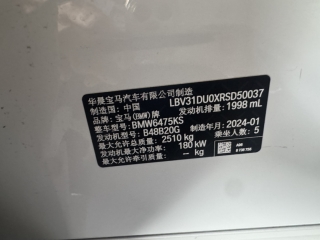 华晨宝马汽车有限公司制造
制造国：中国 LBV31DU0XRSD50037
品牌：宝马(BMW)牌 发动机排量：1998 mL
整车型号：BMW6475KS
发动机型号：B48B20G 制造年月：2024-01
最大允许总质量：2510 kg 乘坐人数：5
发动机最大净功率：180 kW
最大允许牵引质量：-- kg